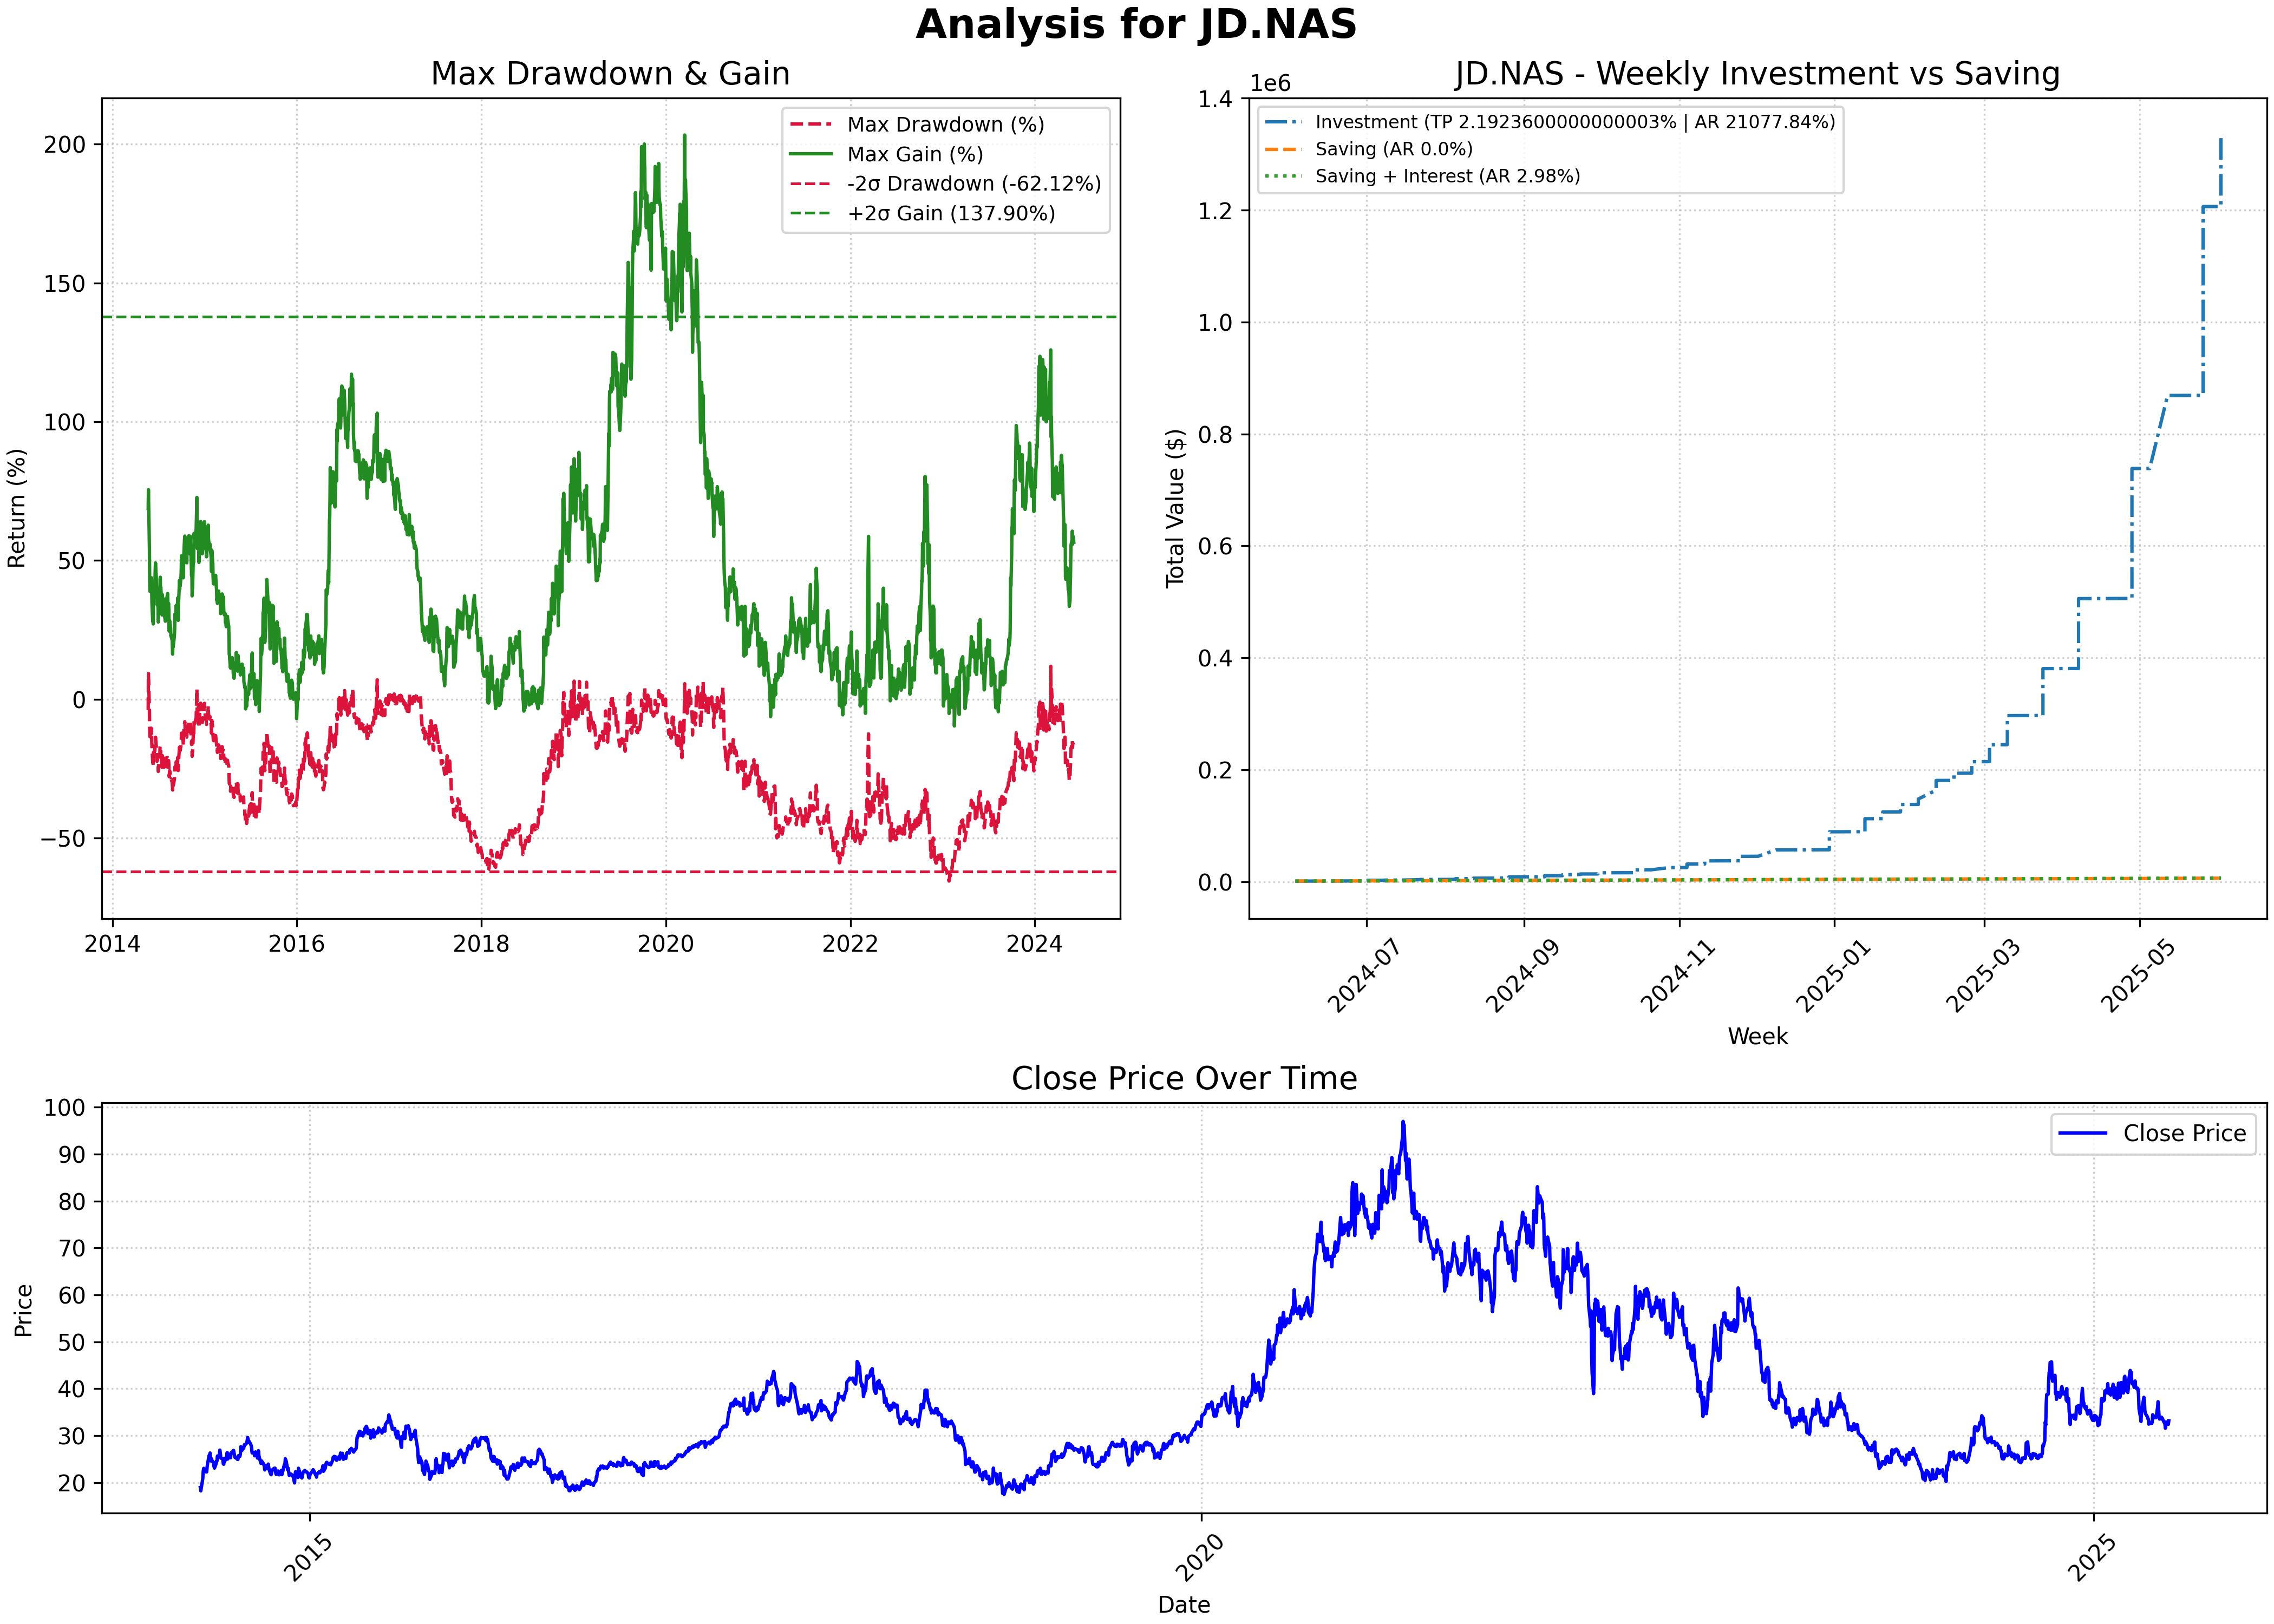 Analysis for JD.NAS
Max Drawdown & Gain
Return (%)
200
150
100
50
0
−50
2014
2016
2018
2020
2022
2024
Max Drawdown (%)
Max Gain (%)
-2σ Drawdown (-62.12%)
+2σ Gain (137.90%)
JD.NAS - Weekly Investment vs Saving
1e6
Total Value ($)
1.4
1.2
1.0
0.8
0.6
0.4
0.2
0.0
Investment (TP 2.1923600000000003% | AR 21077.84%)
Saving (AR 0.0%)
Saving + Interest (AR 2.98%)
2024-07
2024-09
2024-11
2025-01
2025-03
2025-05
Week
Close Price Over Time
Price
100
90
80
70
60
50
40
30
20
Close Price
2015
2020
2025
Date